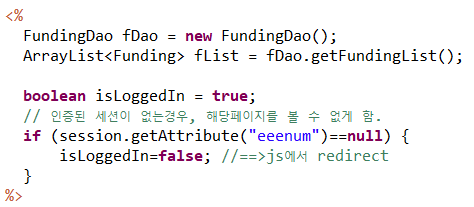 <%
FundingDao fDao = new FundingDao();
ArrayList<Funding> fList = fDao.getFundingList();
boolean isLoggedIn = true;
// 인증된 세션이 없는경우, 해당페이지를 볼 수 없게 함.
if (session.getAttribute("eeenum")==null) {
isLoggedIn=false; //==>js에서 redirect
}
%>